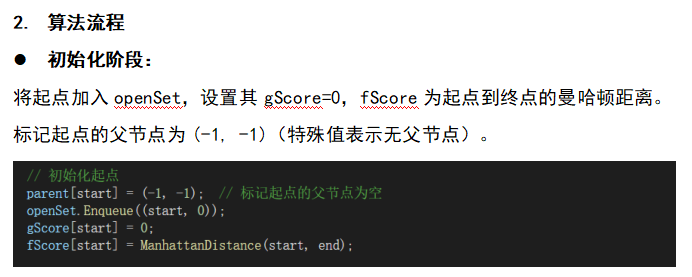 2. 算法流程
● 初始化阶段：
将起点加入 openSet，设置其 gScore=0，fScore 为起点到终点的曼哈顿距离。
标记起点的父节点为 (-1, -1)（特殊值表示无父节点）。
// 初始化起点
parent[start] = (-1, -1);  // 标记起点的父节点为空
openSet.Enqueue((start, 0));
gScore[start] = 0;
fScore[start] = ManhattanDistance(start, end);